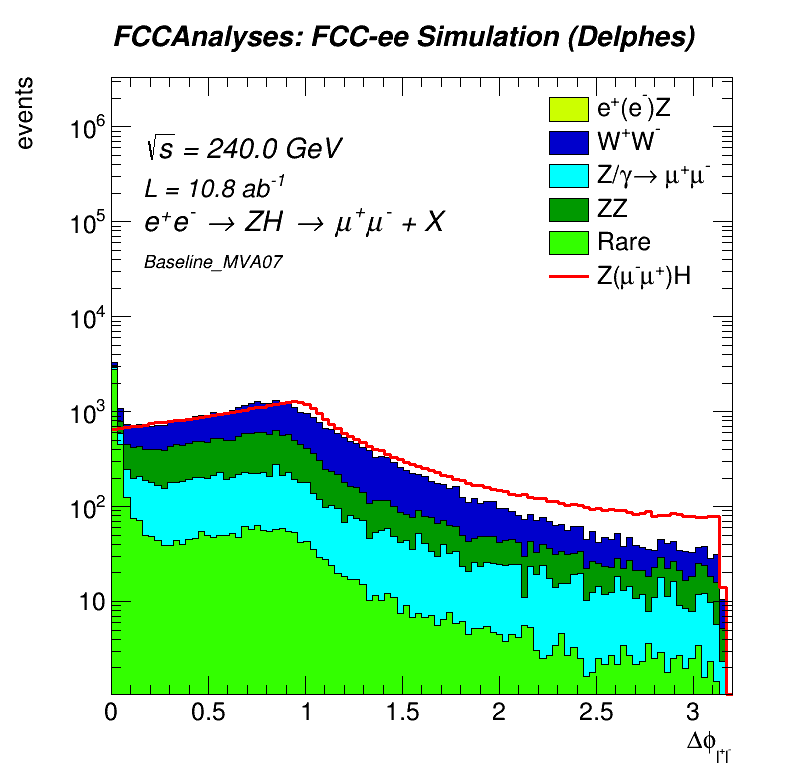 FCCAnalyses: FCC-ee Simulation (Delphes)
events
√s = 240.0 GeV
L = 10.8 ab⁻¹
e⁺e⁻ → ZH → μ⁺μ⁻ + X
Baseline_MVA07
e⁺(e⁻)Z
W⁺W⁻
Z/γ→ μ⁺μ⁻
ZZ
Rare
Z(μ⁻μ⁺)H
10⁶
10⁵
10⁴
10³
10²
10
0 0.5 1 1.5 2 2.5 3
Δϕ_l⁺l⁻